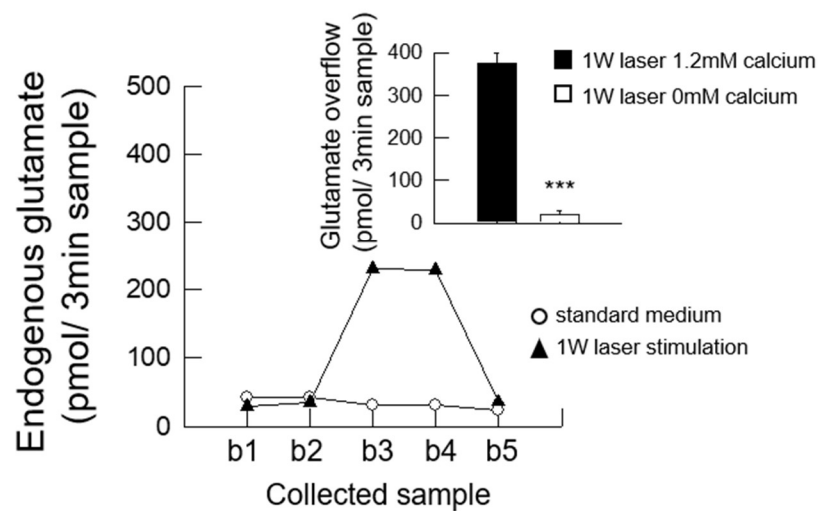 Endogenous glutamate
(pmol/ 3min sample)
500
400
300
200
100
0
b1 b2 b3 b4 b5
Collected sample
Glutamate overflow
(pmol/ 3min sample)
400
300
200
100
0
***
1W laser 1.2mM calcium
1W laser 0mM calcium
standard medium
1W laser stimulation